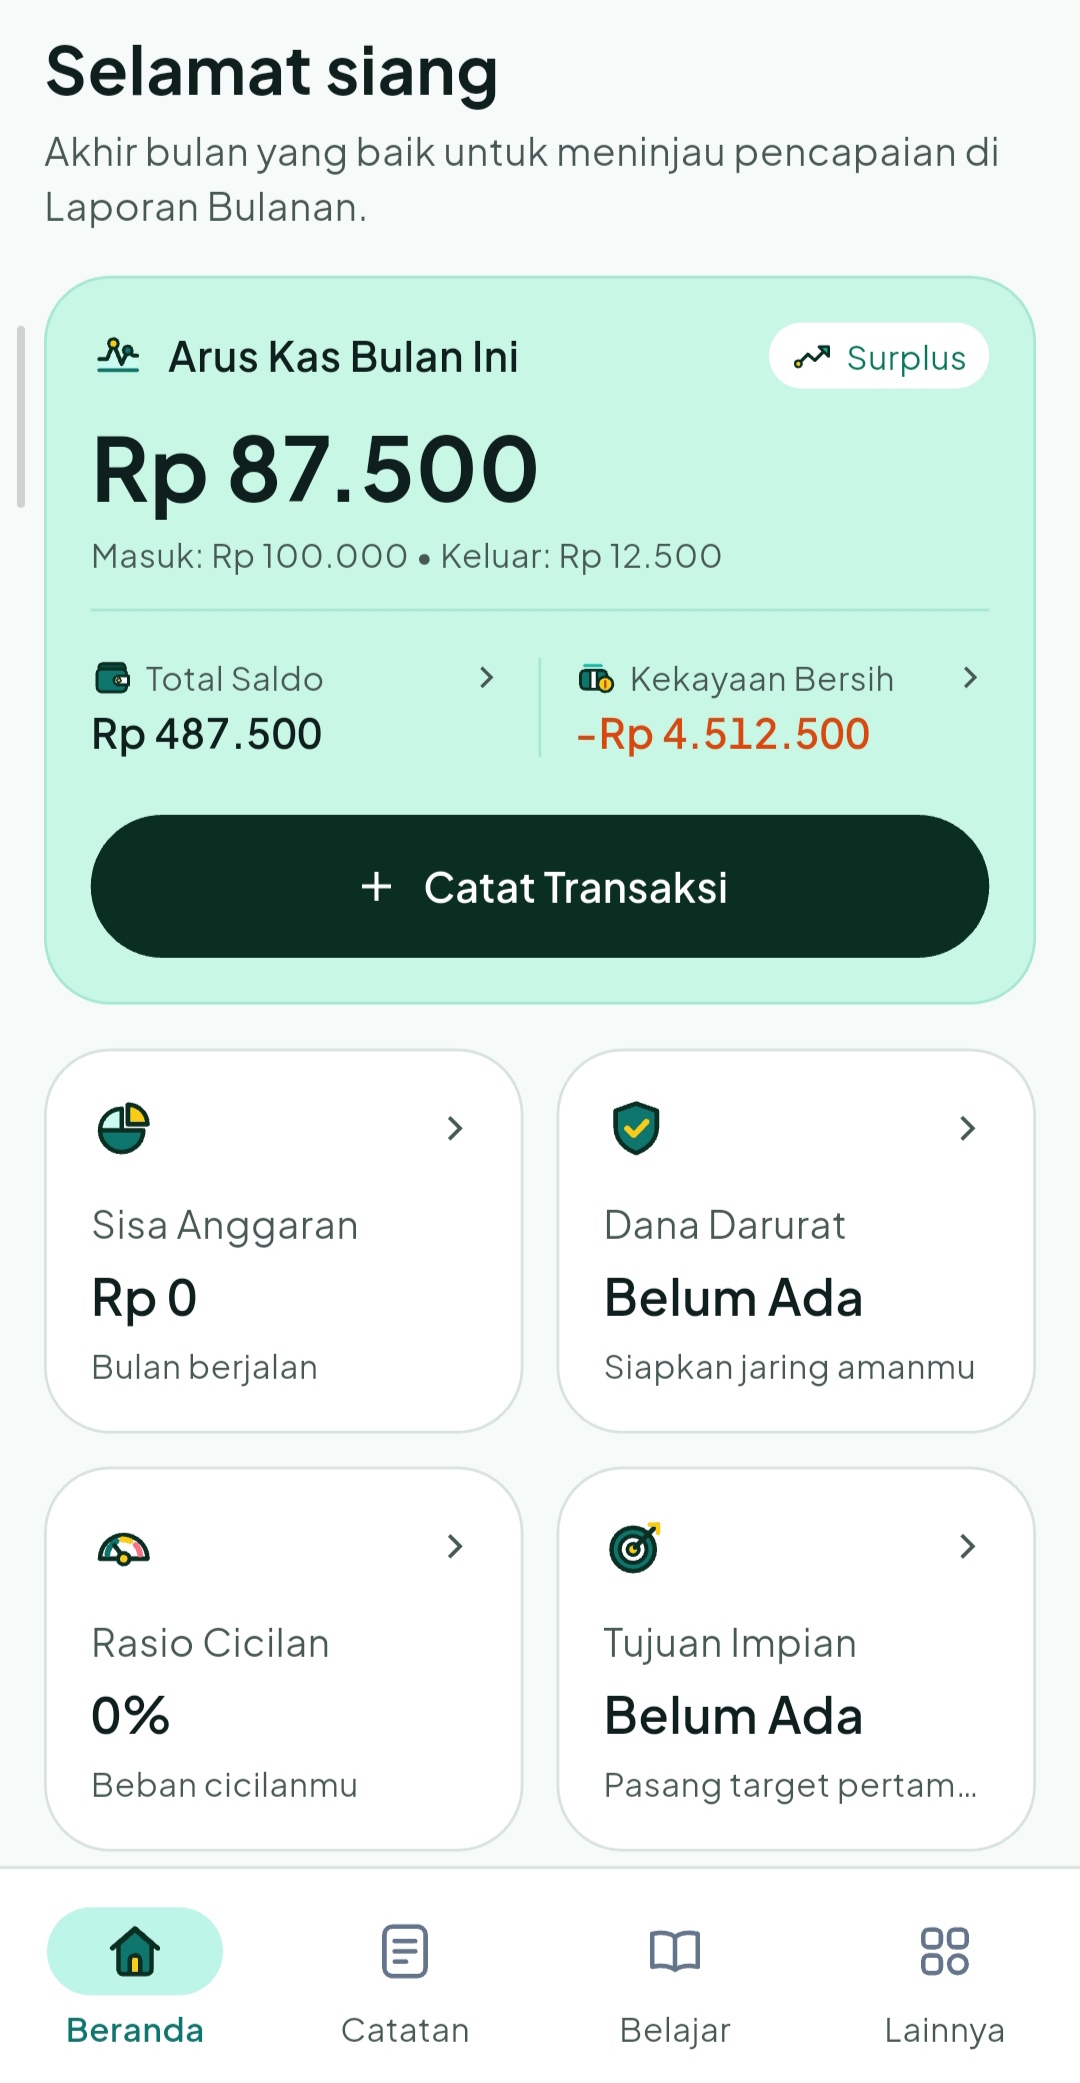 Selamat siang
Akhir bulan yang baik untuk meninjau pencapaian di
Laporan Bulanan.
Arus Kas Bulan Ini
Surplus
Rp 87.500
Masuk: Rp 100.000 • Keluar: Rp 12.500
Total Saldo
Rp 487.500
Kekayaan Bersih
-Rp 4.512.500
+ Catat Transaksi
Sisa Anggaran
Rp 0
Bulan berjalan
Dana Darurat
Belum Ada
Siapkan jaring amanmu
Rasio Cicilan
0%
Beban cicilanmu
Tujuan Impian
Belum Ada
Pasang target pertam...
Beranda
Catatan
Belajar
Lainnya